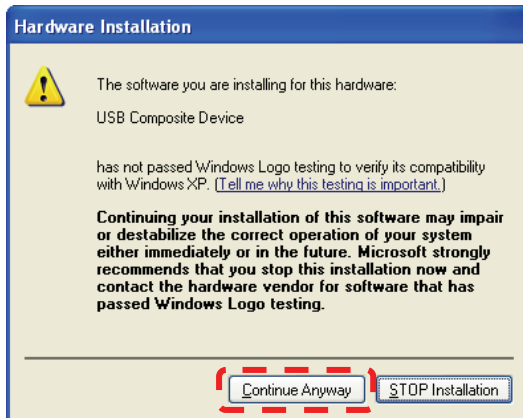 Hardware Installation
The software you are installing for this hardware:
USB Composite Device
has not passed Windows Logo testing to verify its compatibility
with Windows XP. (Tell me why this testing is important.)
Continuing your installation of this software may impair
or destabilize the correct operation of your system
either immediately or in the future. Microsoft strongly
recommends that you stop this installation now and
contact the hardware vendor for software that has
passed Windows Logo testing.
Continue Anyway STOP Installation